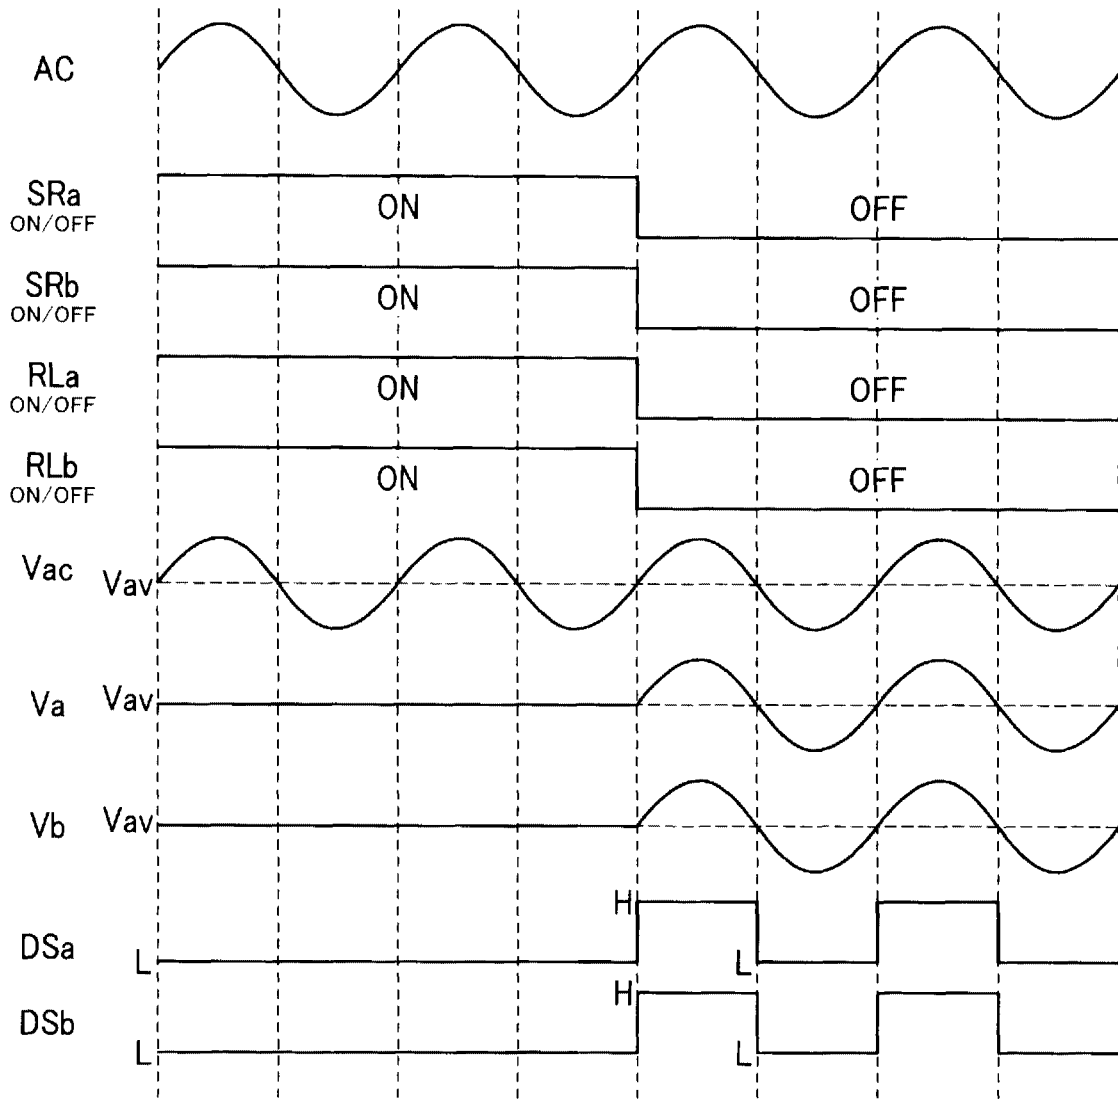 AC
SRa
ON/OFF
ON
OFF
SRb
ON/OFF
ON
OFF
RLa
ON/OFF
ON
OFF
RLb
ON/OFF
ON
OFF
Vac
Vav
Va
Vav
Vb
Vav
H
DSa
L
L
H
DSb
L
L